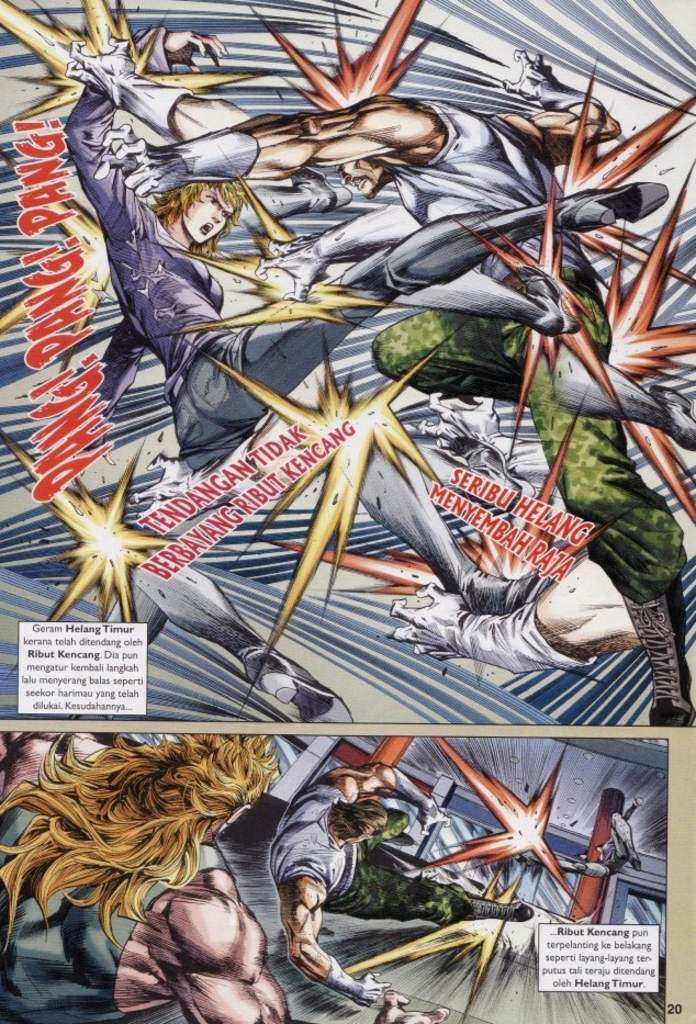 PANG!. PANG!. PANG!. PANG!
TENDANGAN TIDAK
BERBAYANG RIBUT KENCANG
SERIBU HELANG
MENYEMBAH RAYA
Geram Helang Timur
kerana telah ditendang oleh
Ribut Kencang. Dia pun
mengatur kembali langkah
lalu menyerang balas seperti
seekor harimau yang telah
dilukai. Kesudahannya...
...Ribut Kencang pun
terpelanting ke belakang
seperti layang-layang ter-
putus tali teraju ditendang
oleh Helang Timur.
20